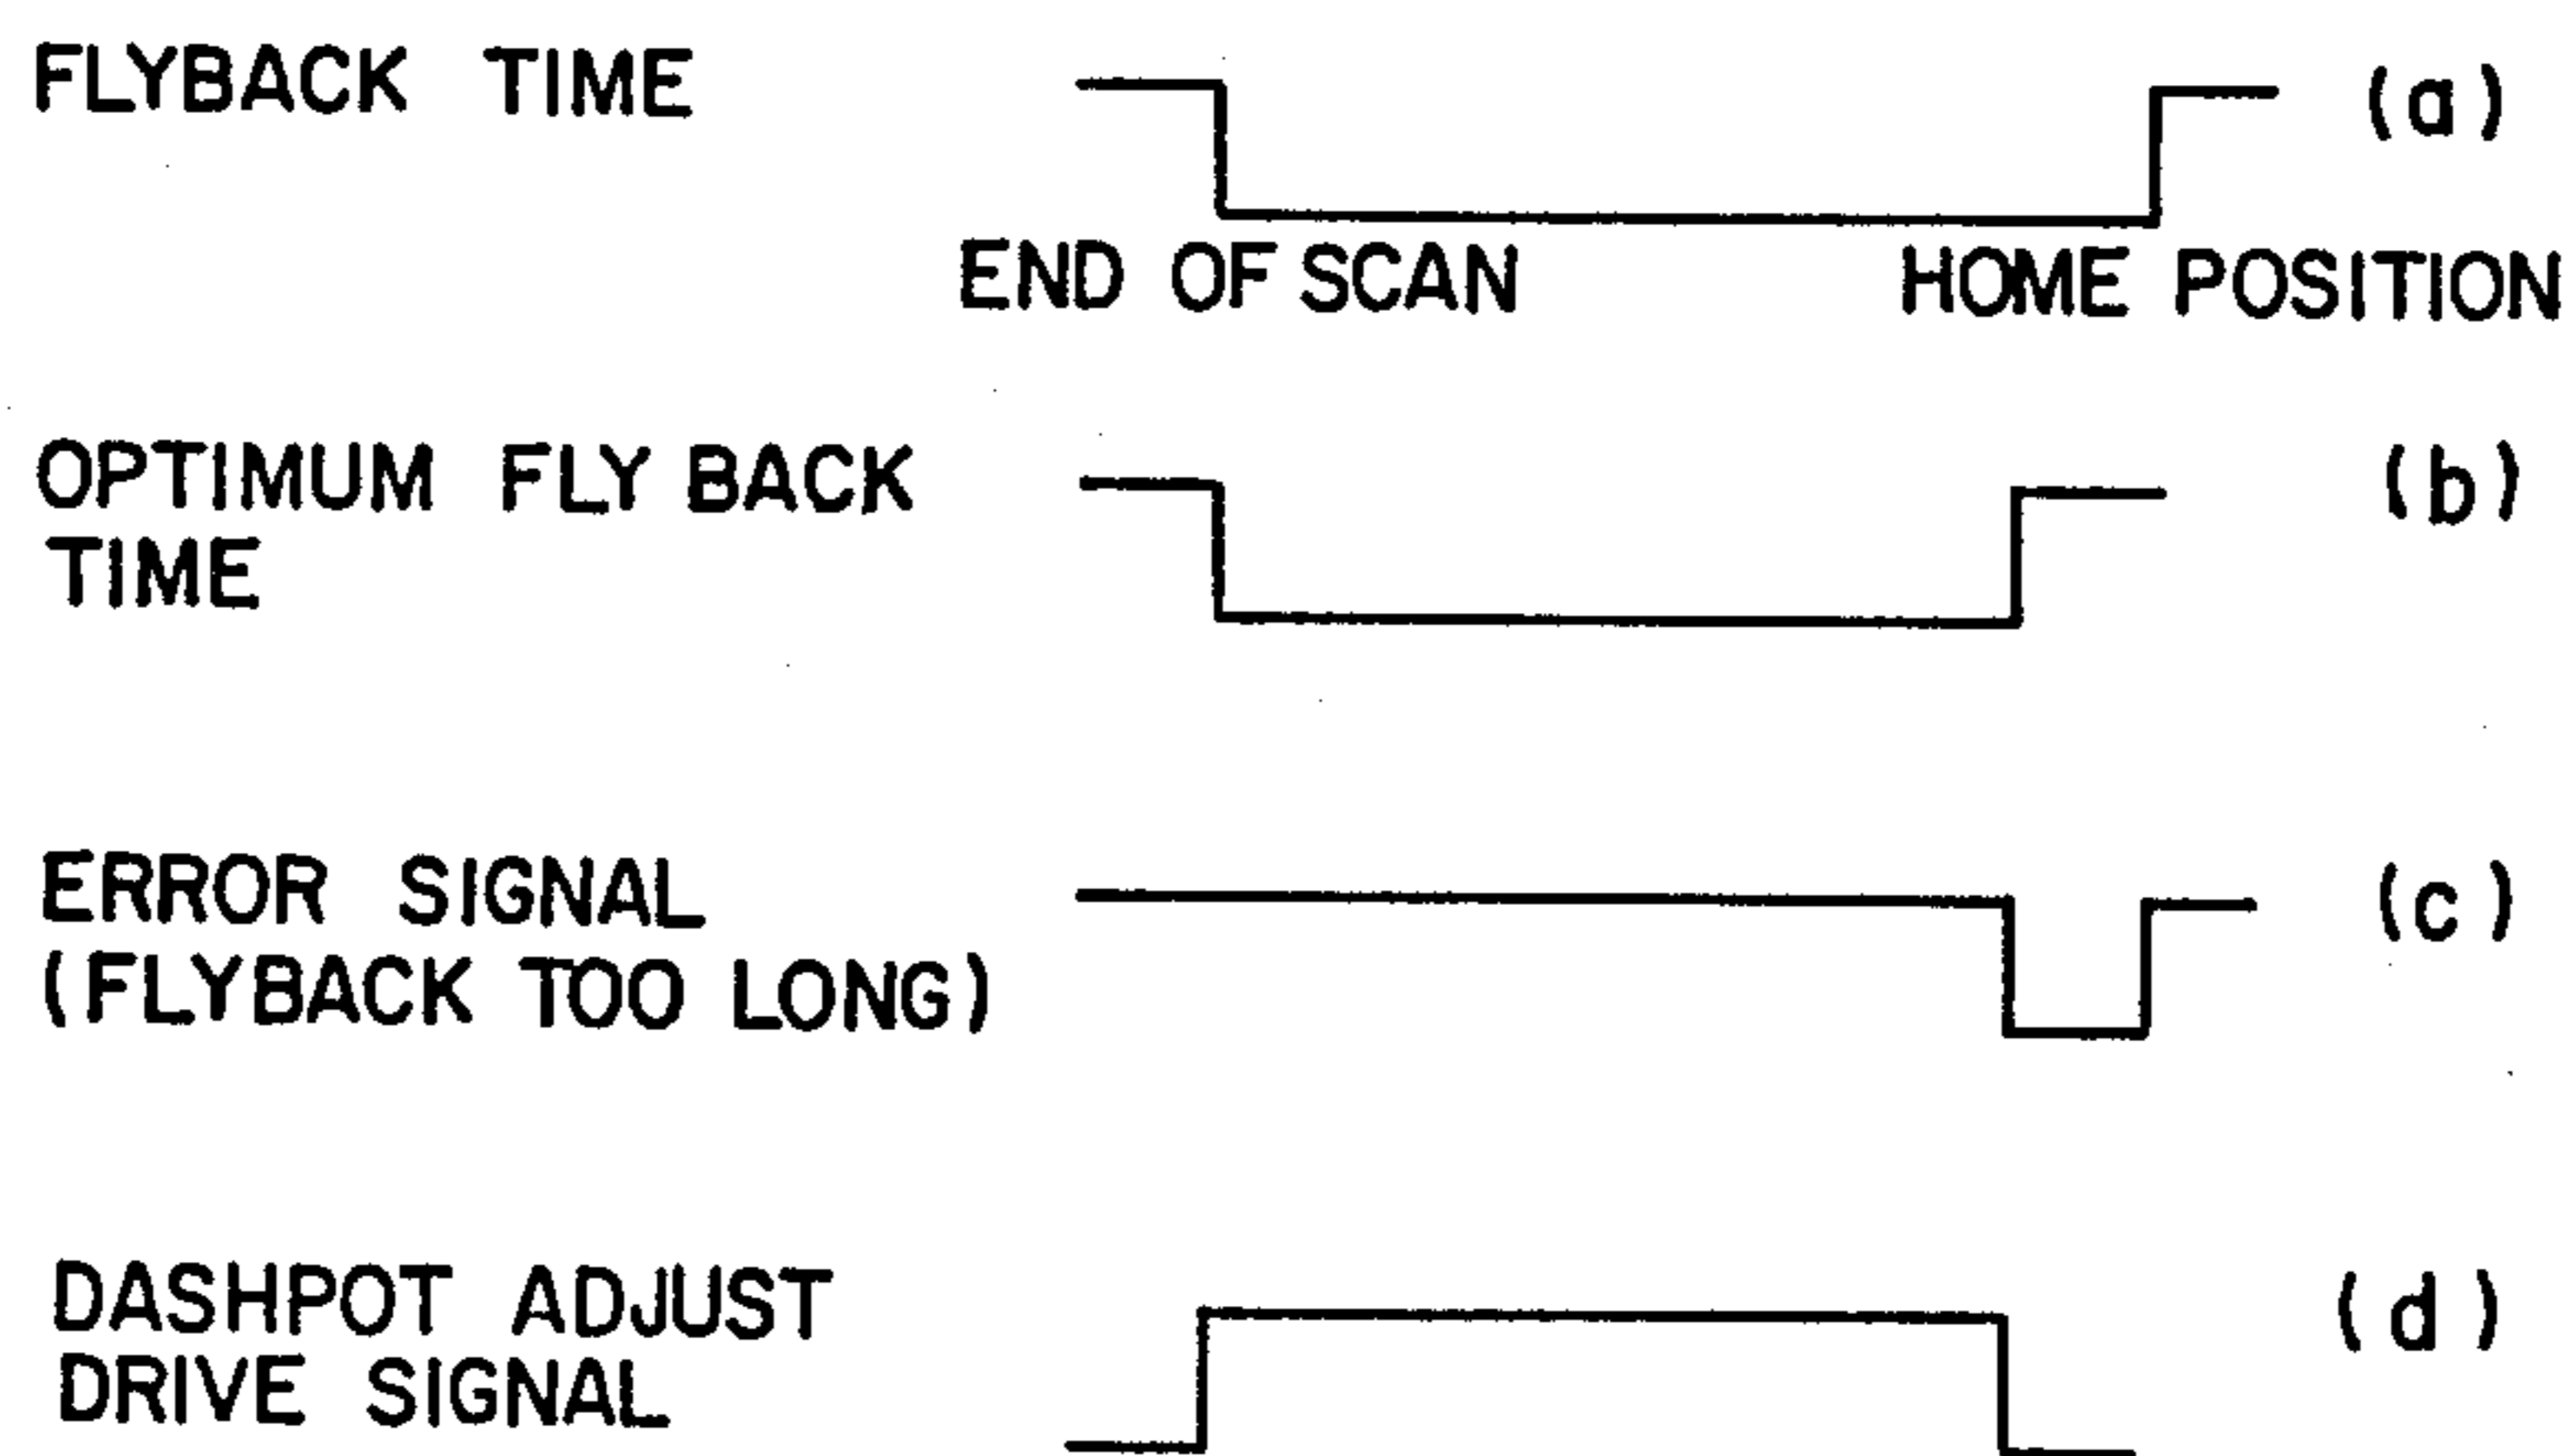 FLYBACK TIME (a)
END OF SCAN HOME POSITION
OPTIMUM FLY BACK (b)
TIME
ERROR SIGNAL (c)
(FLYBACK TOO LONG)
DASHPOT ADJUST (d)
DRIVE SIGNAL